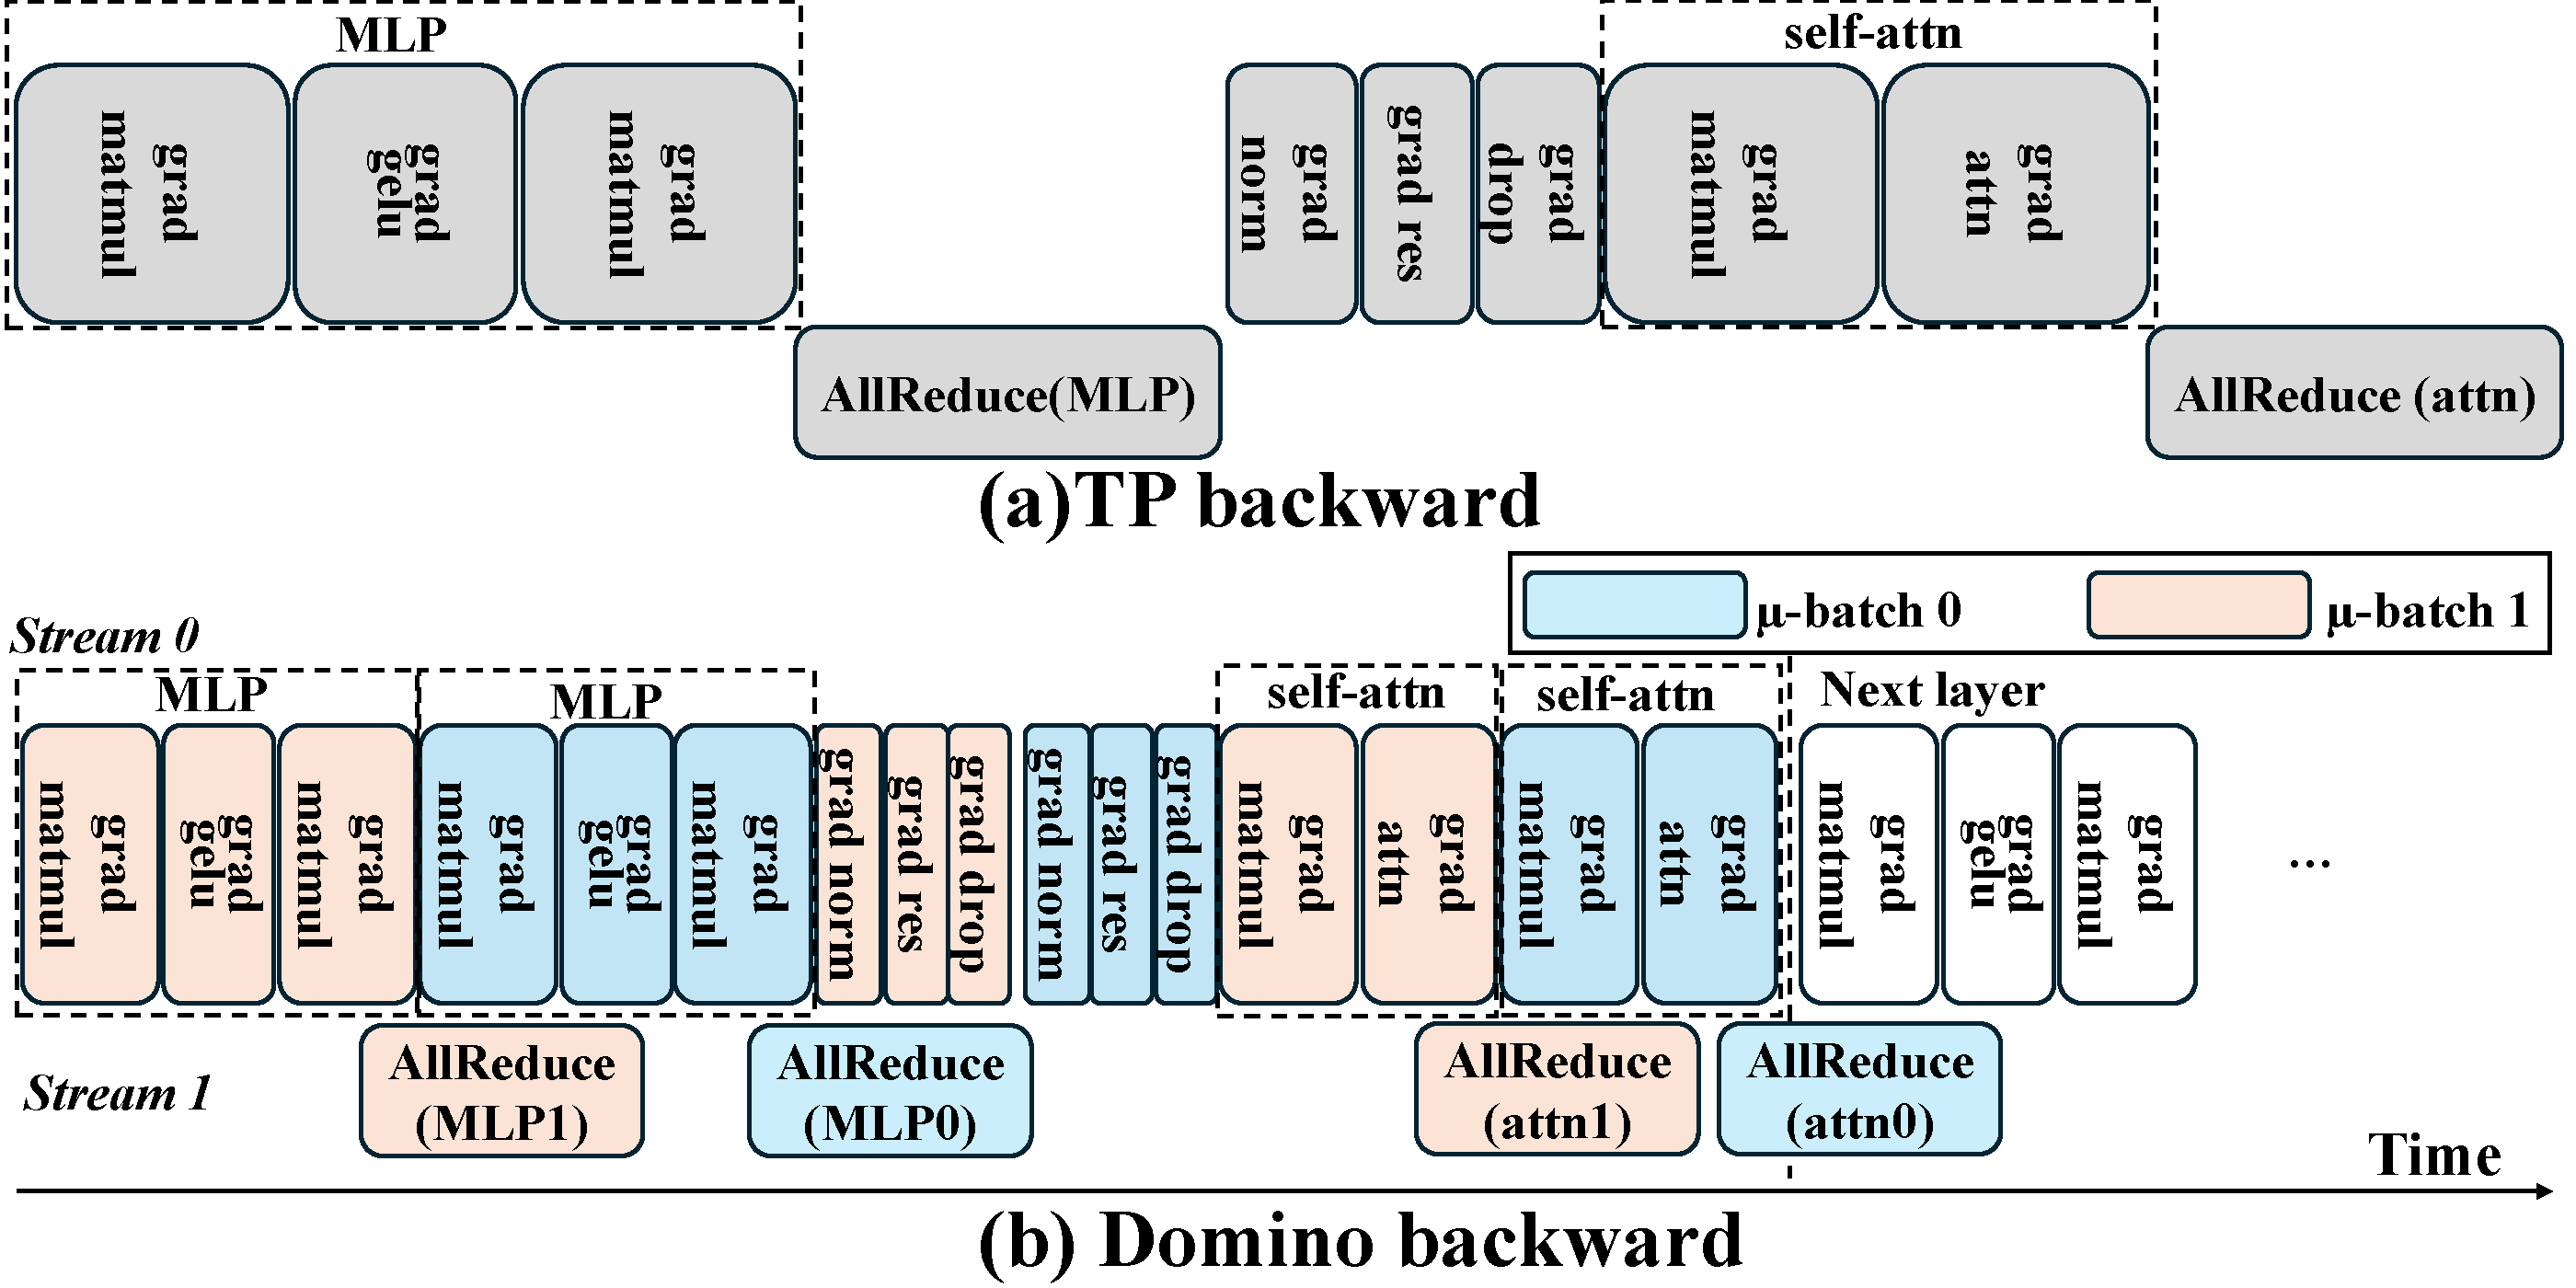 MLP
self-attn
grad
matmul
grad
gelu
grad
matmul
grad
norm
grad res
grad
drop
grad
matmul
grad
attn
AllReduce(MLP)
AllReduce (attn)
(a)TP backward
μ-batch 0
μ-batch 1
Stream 0
MLP
MLP
self-attn
self-attn
Next layer
grad
matmul
grad
gelu
grad
matmul
grad
matmul
grad
gelu
grad
matmul
grad norm
grad res
grad drop
grad norm
grad res
grad drop
grad
matmul
grad
attn
grad
matmul
grad
attn
grad
matmul
grad
gelu
grad
matmul
...
Stream 1
AllReduce
(MLP1)
AllReduce
(MLP0)
AllReduce
(attn1)
AllReduce
(attn0)
Time
(b) Domino backward